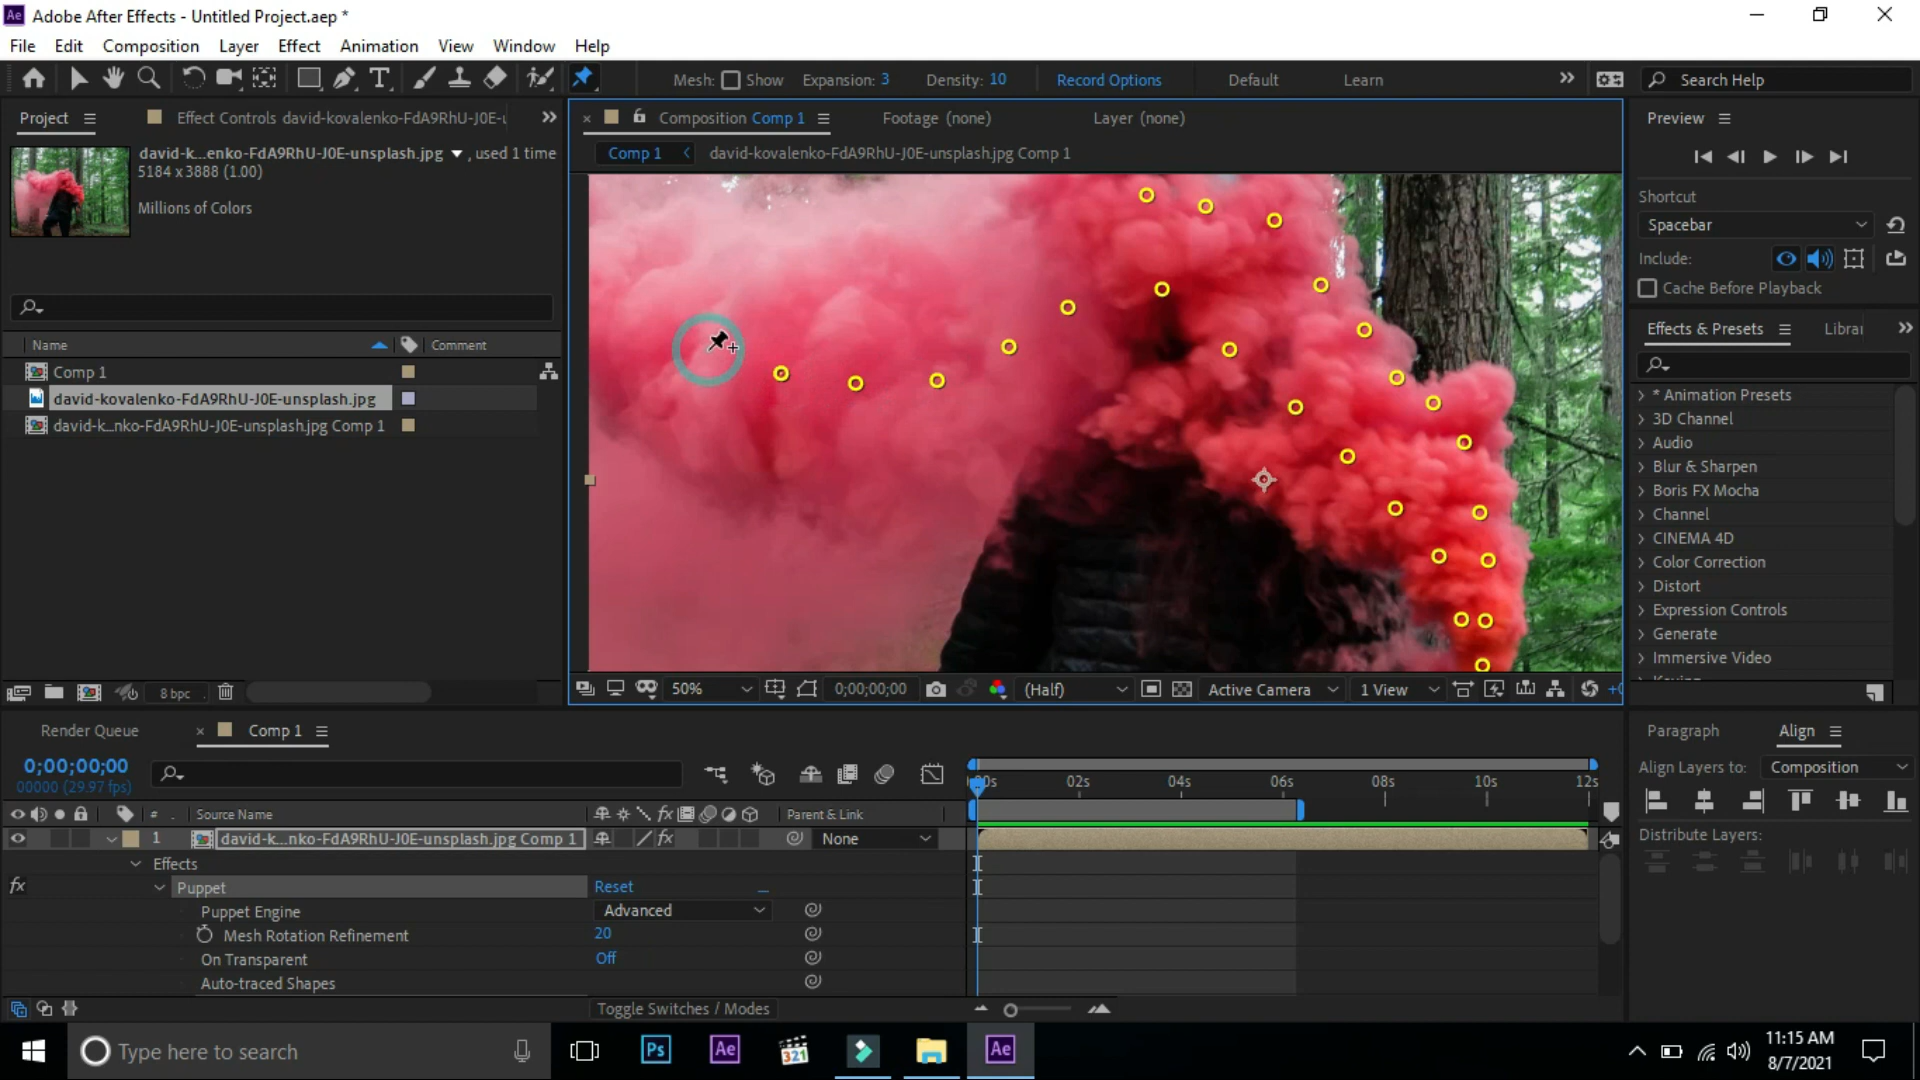 Adobe After Effects - Untitled Project.aep *
File Edit Composition Layer Effect Animation View Window Help
Mesh: Show Expansion: 3 Density: 10 Record Options Default Learn Search Help
Project
Effect Controls david-kovalenko-FdA9RhU-J0E-u
Composition Comp 1 Footage (none) Layer (none)
Comp 1 david-kovalenko-FdA9RhU-J0E-unsplash.jpg Comp 1
david-k...enko-FdA9RhU-J0E-unsplash.jpg , used 1 time
5184 x 3888 (1.00)
Millions of Colors
Name Comment
Comp 1
david-kovalenko-FdA9RhU-J0E-unsplash.jpg
david-k...nko-FdA9RhU-J0E-unsplash.jpg Comp 1
8 bpc
50% 0;00;00;00 (Half) Active Camera 1 View +0
Preview
Shortcut
Spacebar
Include:
Cache Before Playback
Effects & Presets Librar
* Animation Presets
3D Channel
Audio
Blur & Sharpen
Boris FX Mocha
Channel
CINEMA 4D
Color Correction
Distort
Expression Controls
Generate
Immersive Video
Paragraph Align
Align Layers to: Composition
Distribute Layers:
Render Queue Comp 1
0;00;00;00
00000 (29.97 fps)
:00s 02s 04s 06s 08s 10s 12s
# . Source Name Parent & Link
1 david-k...nko-FdA9RhU-J0E-unsplash.jpg Comp 1 None
Effects
fx Puppet Reset
Puppet Engine Advanced
Mesh Rotation Refinement 20
On Transparent Off
Auto-traced Shapes
Toggle Switches / Modes
Type here to search
Ps Ae 321 Ae
11:15 AM
8/7/2021